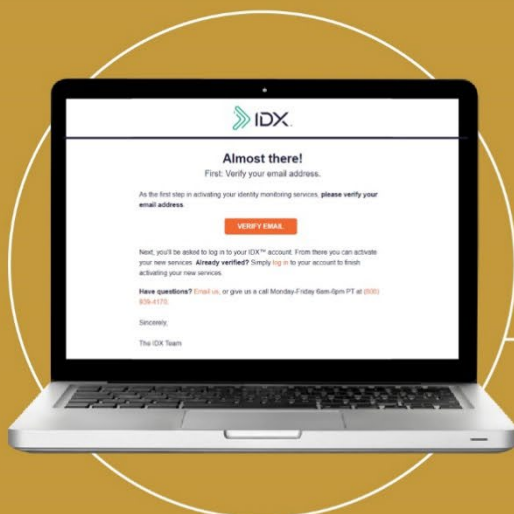 IDX
Almost there!
First: Verify your email address.
As the first step in activating your identity monitoring services, please verify your
email address.
VERIFY EMAIL
Next, you'll be asked to log in to your IDX™ account. From there you can activate
your new services. Already verified? Simply log in to your account to finish
activating your new services.
Have questions? Email us, or give us a call Monday-Friday 6am-6pm PT at
Sincerely,
The IDX Team